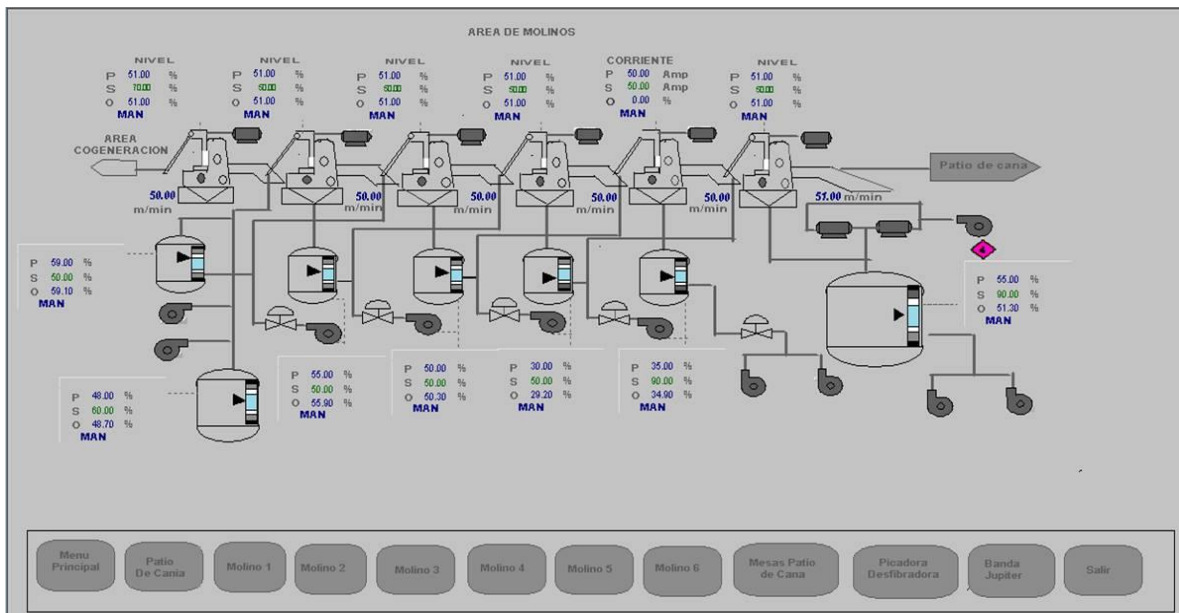 AREA DE MOLINOS
NIVEL
P 51.00 %
S 70.00 %
O 51.00 %
MAN
NIVEL
P 51.00 %
S 50.00 %
O 51.00 %
MAN
NIVEL
P 51.00 %
S 50.00 %
O 51.00 %
MAN
NIVEL
P 51.00 %
S 50.00 %
O 51.00 %
MAN
CORRIENTE
P 50.00 Amp
S 50.00 Amp
O 0.00 %
MAN
NIVEL
P 51.00 %
S 50.00 %
O 51.00 %
MAN
AREA
COGENERACION
Patio de cana
50.00
m/min
50.00
m/min
50.00
m/min
50.00
m/min
50.00
m/min
51.00
m/min
P 59.00 %
S 50.00 %
O 59.10 %
MAN
4
P 55.00 %
S 90.00 %
O 51.30 %
MAN
P 48.00 %
S 60.00 %
O 48.70 %
MAN
P 55.00 %
S 50.00 %
O 55.90 %
MAN
P 50.00 %
S 50.00 %
O 50.30 %
MAN
P 30.00 %
S 50.00 %
O 29.20 %
MAN
P 35.00 %
S 90.00 %
O 34.90 %
MAN
Menu
Principal
Patio
De Cania
Molino 1
Molino 2
Molino 3
Molino 4
Molino 5
Molino 6
Mesas Patio
de Cana
Picadora
Desfibradora
Banda
Jupiter
Salir